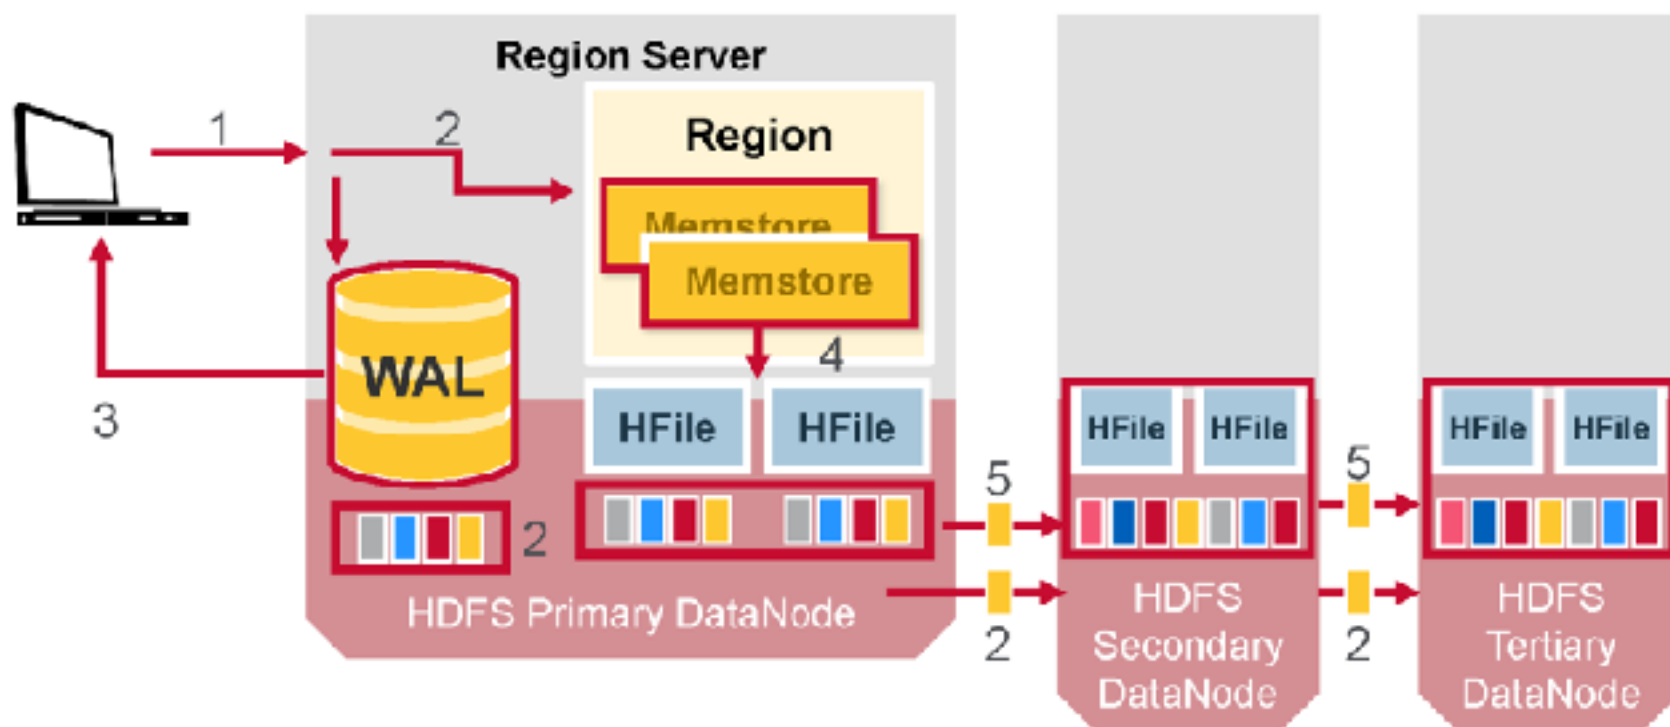 Region Server
1
2
Region
Memstore
Memstore
4
WAL
3
HFile
HFile
2
HDFS Primary DataNode
5
2
HFile
HFile
HDFS
Secondary
DataNode
5
2
HFile
HFile
HDFS
Tertiary
DataNode